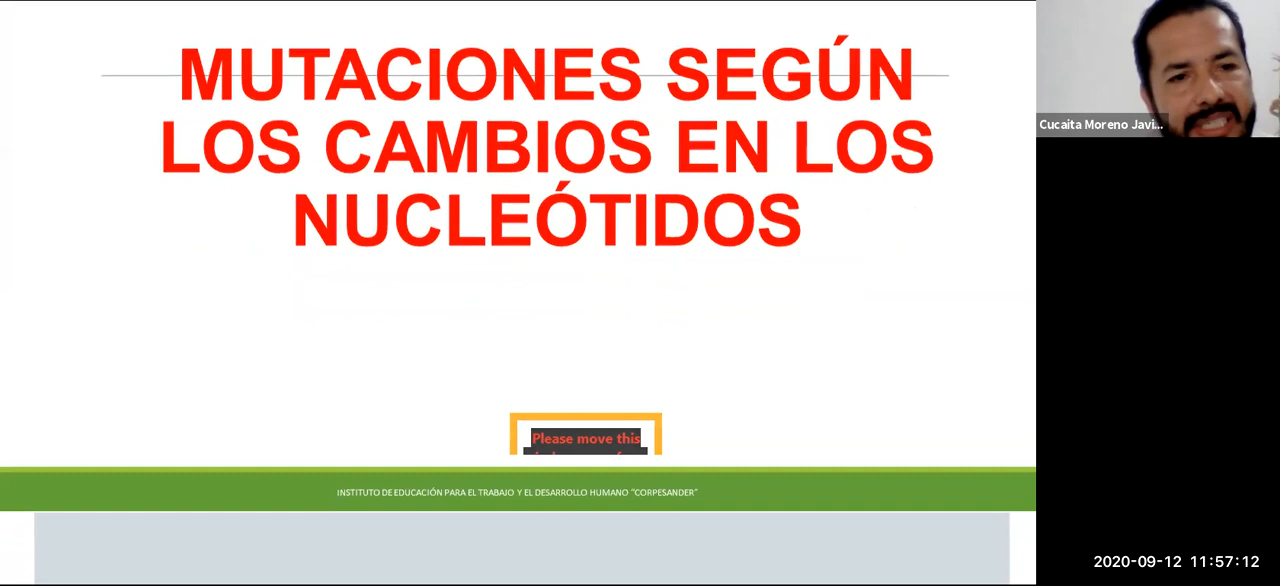 MUTACIONES SEGÚN
LOS CAMBIOS EN LOS
NUCLEÓTIDOS
Cucaita Moreno Javi...
Please move this
INSTITUTO DE EDUCACIÓN PARA EL TRABAJO Y EL DESARROLLO HUMANO "CORPESANDER"
2020-09-12 11:57:12